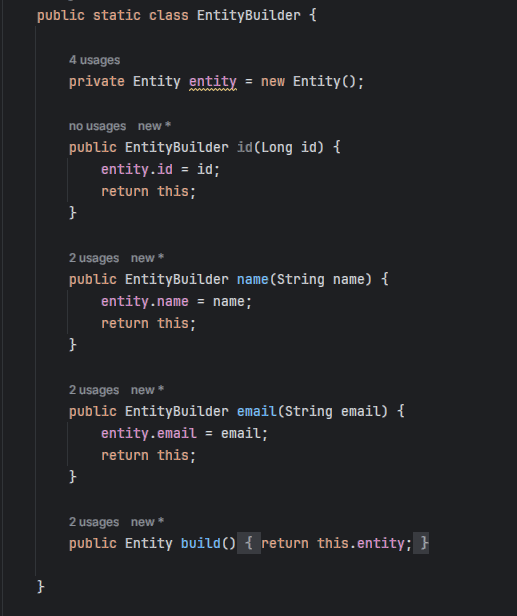 public static class EntityBuilder {
4 usages
private Entity entity = new Entity();
no usages new *
public EntityBuilder id(Long id) {
entity.id = id;
return this;
}
2 usages new *
public EntityBuilder name(String name) {
entity.name = name;
return this;
}
2 usages new *
public EntityBuilder email(String email) {
entity.email = email;
return this;
}
2 usages new *
public Entity build() { return this.entity; }
}